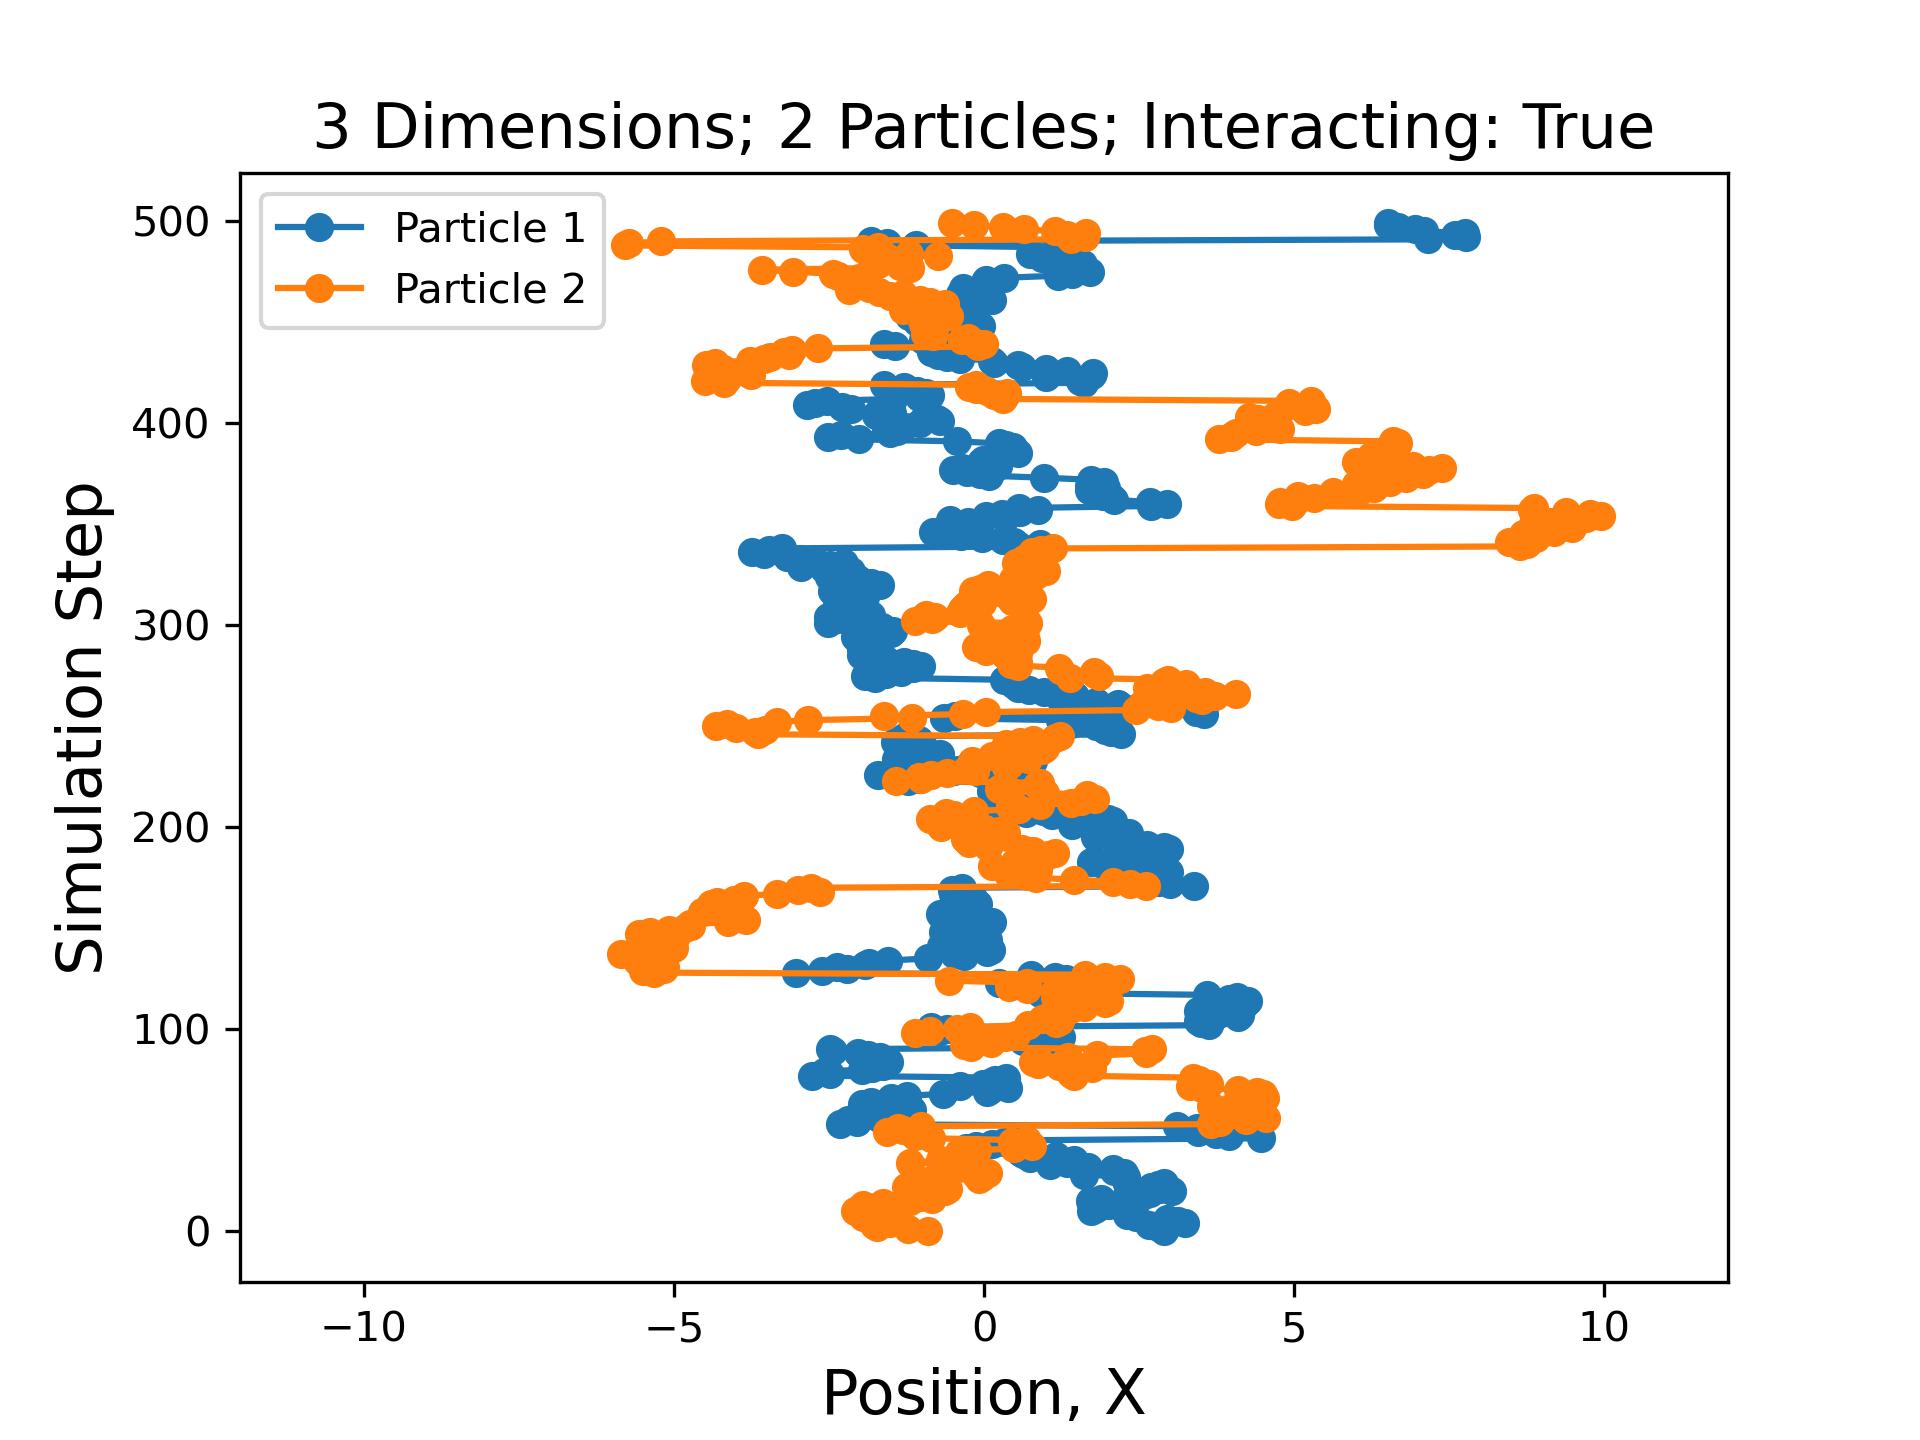 3 Dimensions; 2 Particles; Interacting: True
Particle 1
Particle 2
Simulation Step
500
400
300
200
100
0
−10
−5
0
5
10
Position, X